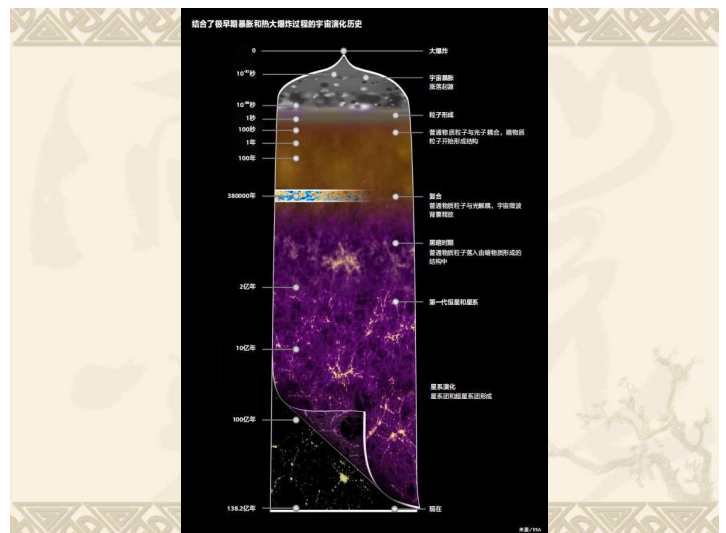 结合了极早期暴胀和热大爆炸过程的宇宙演化历史
0
大爆炸
宇宙暴胀
涨落起源
粒子形成
1秒
100秒
普通物质粒子与光子耦合，暗物质
粒子开始形成结构
1年
100年
380000年
复合
普通物质粒子与光解耦，宇宙微波
背景释放
黑暗时期
普通物质粒子落入由暗物质形成的
结构中
2亿年
第一代恒星和星系
10亿年
星系演化
星系团和超星系团形成
100亿年
138.2亿年
现在
来源/ESA